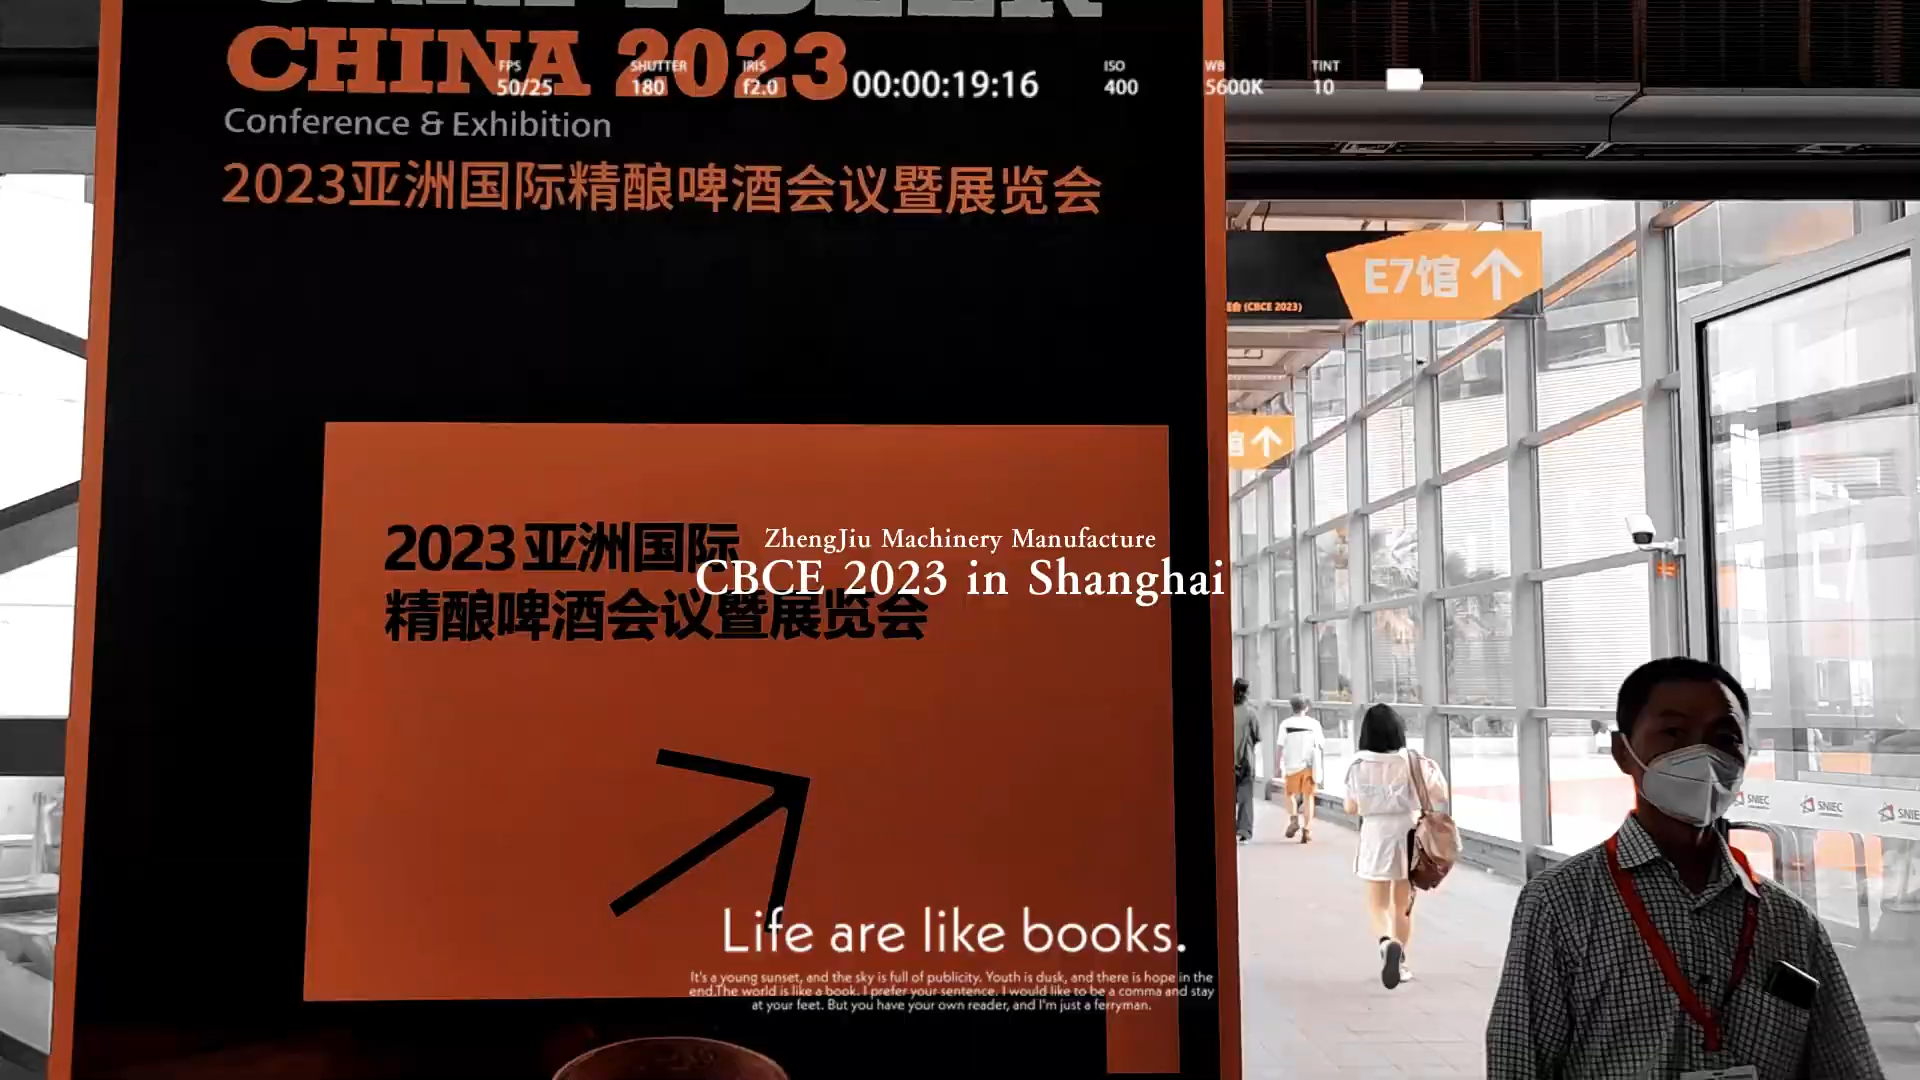 CHINA 2023
FPS SHUTTER IRIS ISO WB TINT
50/25 180 f2.0 00:00:19:16 400 5600K 10
Conference & Exhibition
2023亚洲国际精酿啤酒会议暨展览会
E7馆
(CBCE 2023)
馆
2023亚洲国际
精酿啤酒会议暨展览会
ZhengJiu Machinery Manufacture
CBCE 2023 in Shanghai
SNIEC SNIEC SNIEC
Life are like books.
It's a young sunset, and the sky is full of publicity. Youth is dusk, and there is hope in the
end.The world is like a book. I prefer your sentence. I would like to be a comma and stay
at your feet. But you have your own reader, and I'm just a ferryman.